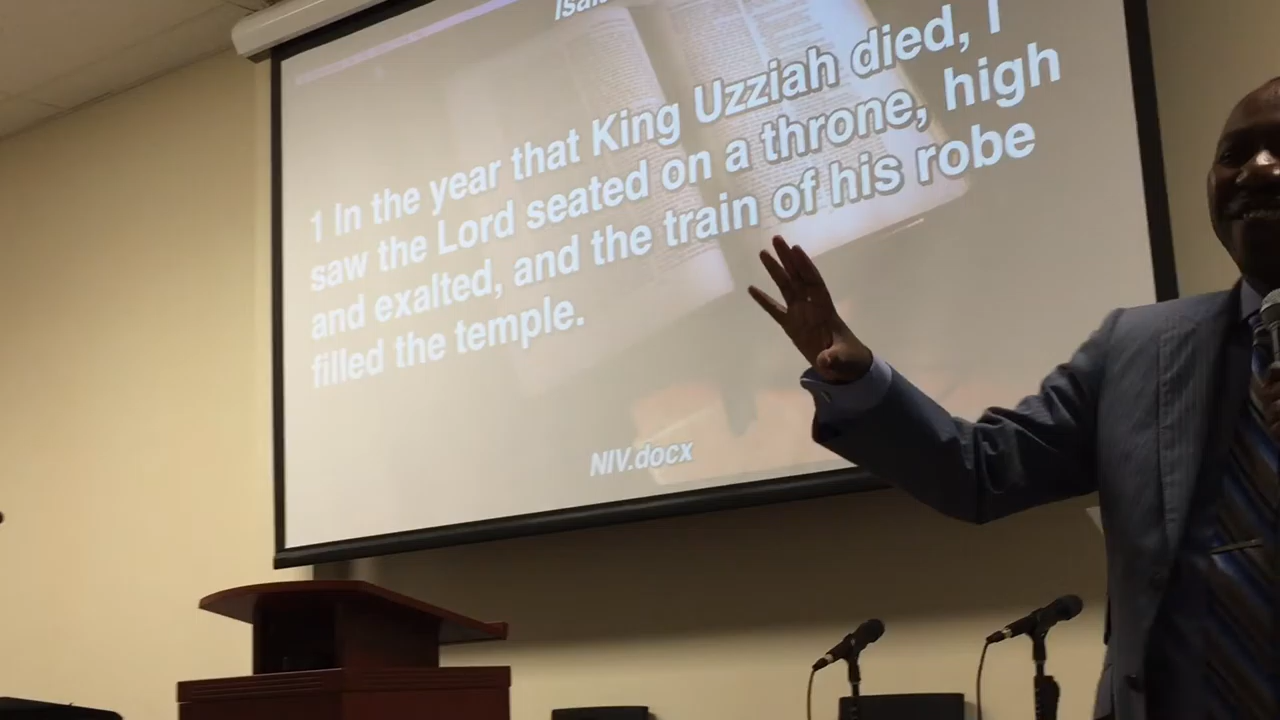 1 In the year that King Uzziah died, I
saw the Lord seated on a throne, high
and exalted, and the train of his robe
filled the temple.
NIV.docx